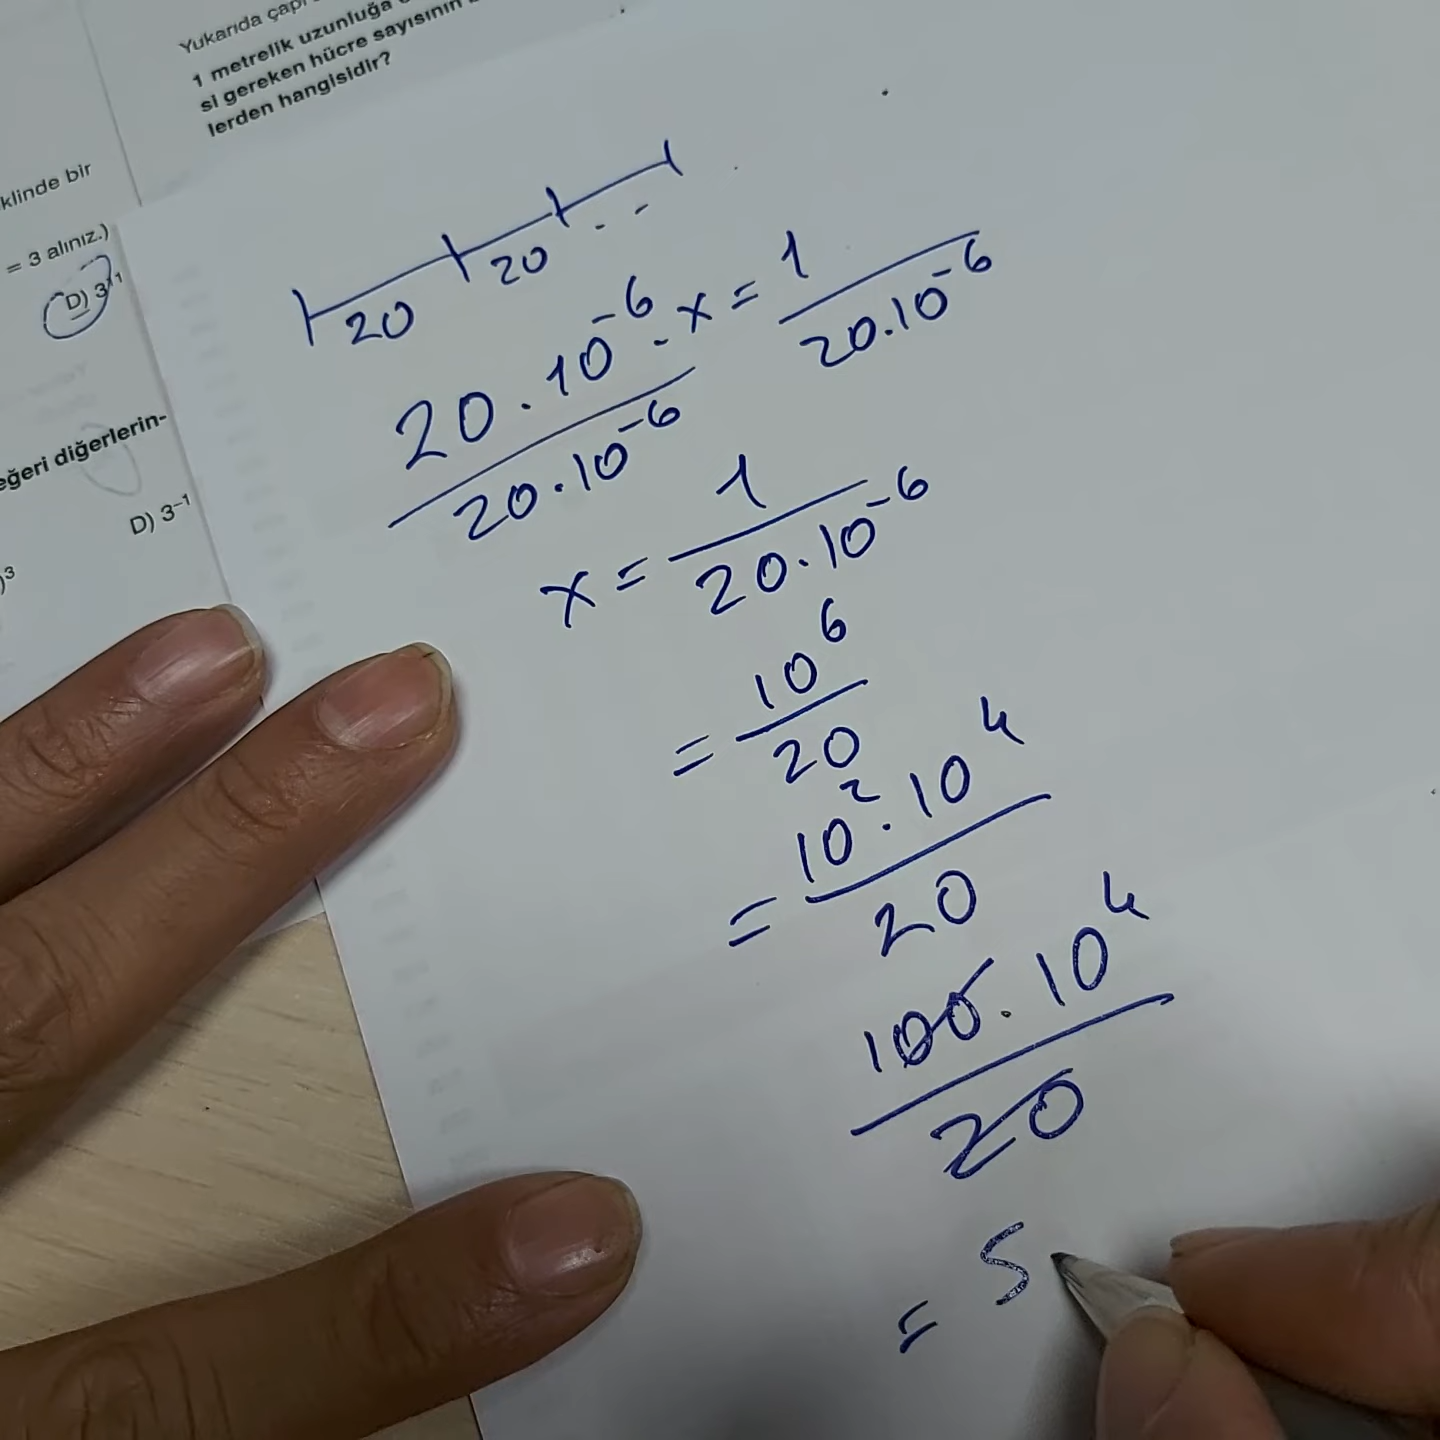 Yukarıda çapı
1 metrelik uzunluğa
si gereken hücre sayısının
lerden hangisidir?
klinde bir
= 3 alınız.)
D) 3¹¹
eğeri diğerlerin-
D) 3⁻¹
)³
20 20 - -
20 . 10⁻⁶ . x = 1
20 . 10⁻⁶ 20 . 10⁻⁶
x = 1
20 . 10⁻⁶
= 10⁶
20
= 10² . 10⁴
20
100 . 10⁴
20
= 5